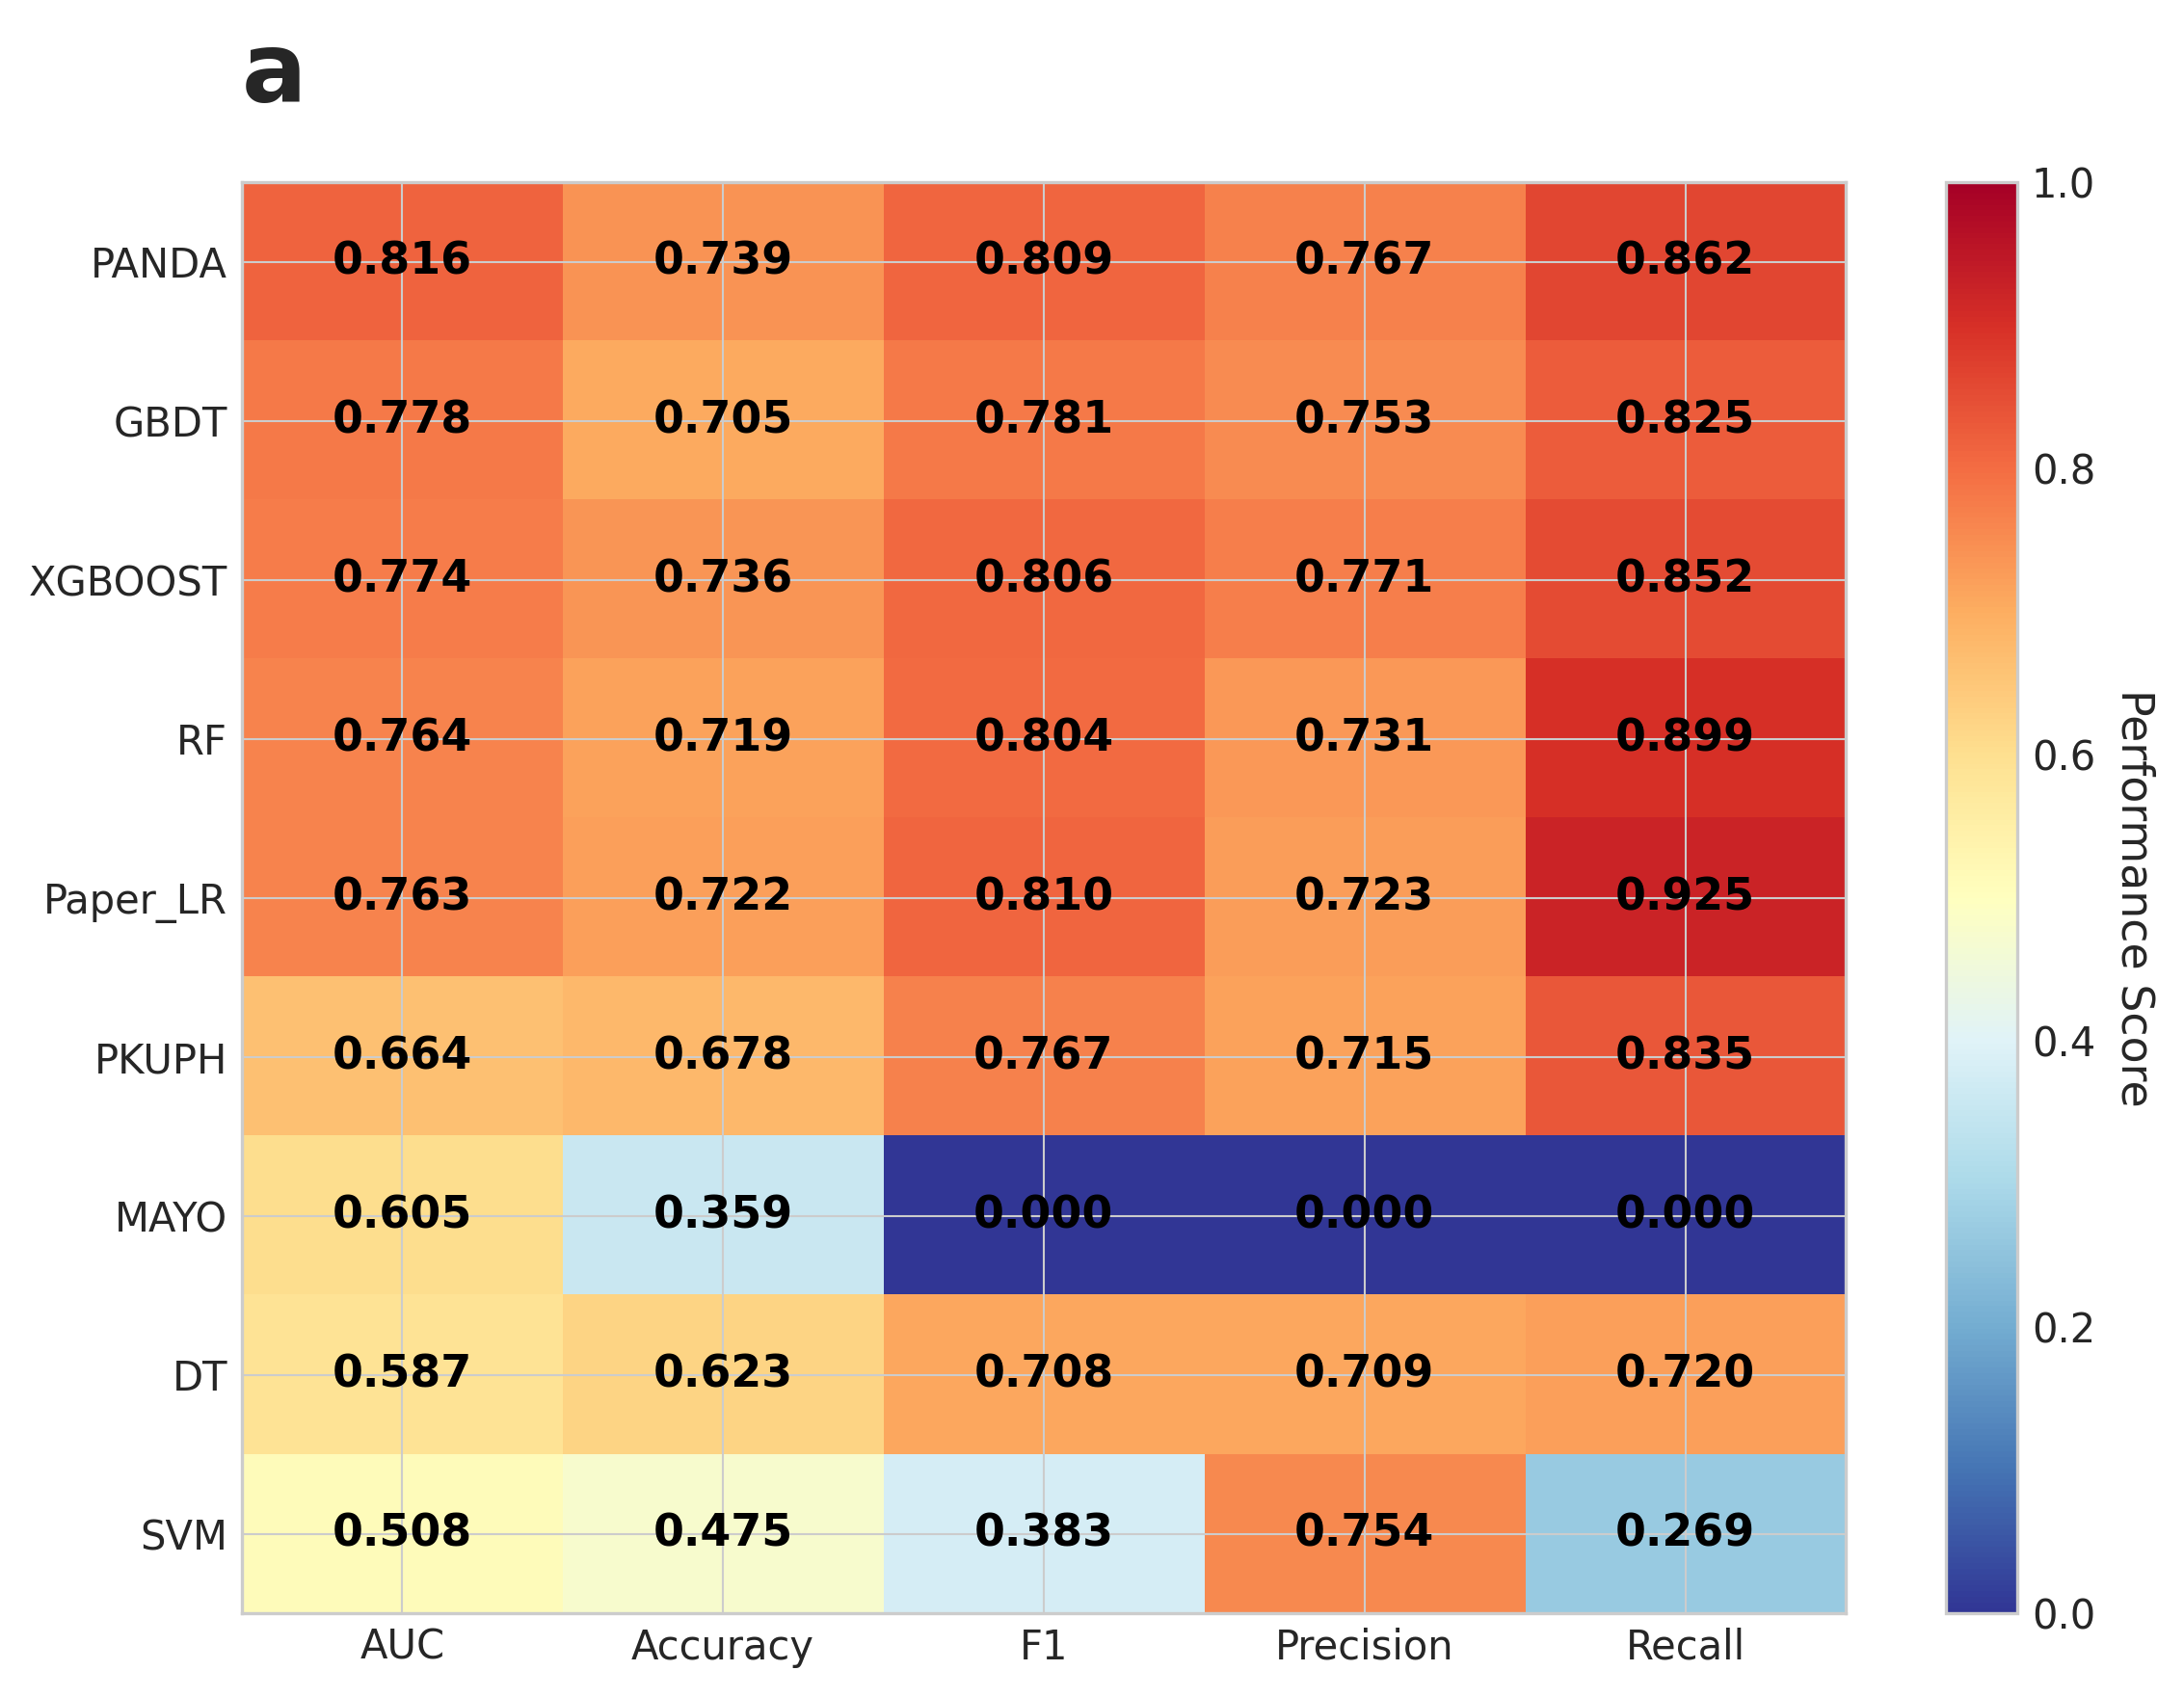 a
PANDA 0.816 0.739 0.809 0.767 0.862
GBDT 0.778 0.705 0.781 0.753 0.825
XGBOOST 0.774 0.736 0.806 0.771 0.852
RF 0.764 0.719 0.804 0.731 0.899
Paper_LR 0.763 0.722 0.810 0.723 0.925
PKUPH 0.664 0.678 0.767 0.715 0.835
MAYO 0.605 0.359 0.000 0.000 0.000
DT 0.587 0.623 0.708 0.709 0.720
SVM 0.508 0.475 0.383 0.754 0.269
AUC Accuracy F1 Precision Recall
1.0
0.8
0.6
0.4
0.2
0.0
Performance Score